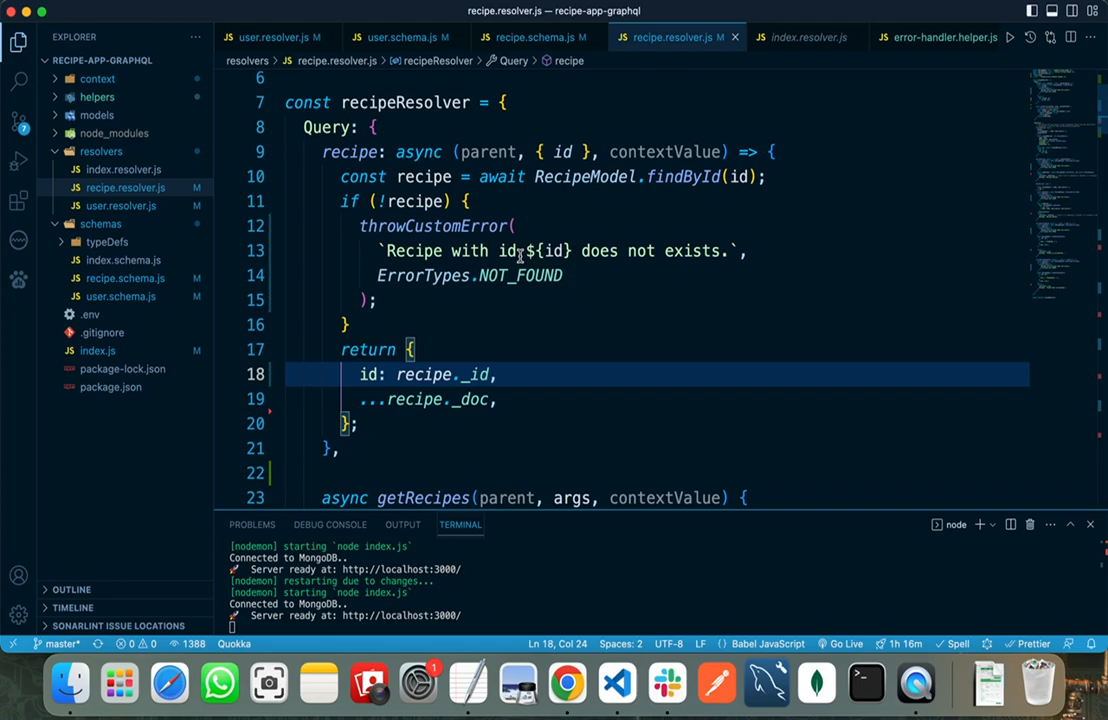 recipe.resolver.js — recipe-app-graphql
EXPLORER
user.resolver.js M
user.schema.js M
recipe.schema.js M
recipe.resolver.js M
index.resolver.js
error-handler.helper.js
RECIPE-APP-GRAPHQL
resolvers > recipe.resolver.js > recipeResolver > Query > recipe
context
helpers
models
node_modules
resolvers
index.resolver.js
recipe.resolver.js M
user.resolver.js M
schemas
typeDefs
index.schema.js
recipe.schema.js M
user.schema.js M
.env
.gitignore
index.js M
package-lock.json
package.json
OUTLINE
TIMELINE
SONARLINT ISSUE LOCATIONS
7
6
7 const recipeResolver = {
8 Query: {
9 recipe: async (parent, { id }, contextValue) => {
10 const recipe = await RecipeModel.findById(id);
11 if (!recipe) {
12 throwCustomError(
13 `Recipe with id ${id} does not exists.`,
14 ErrorTypes.NOT_FOUND
15 );
16 }
17 return {
18 id: recipe._id,
19 ...recipe._doc,
20 };
21 },
22
23 async getRecipes(parent, args, contextValue) {
PROBLEMS DEBUG CONSOLE OUTPUT TERMINAL
node
[nodemon] starting `node index.js`
Connected to MongoDB..
🚀 Server ready at: http://localhost:3000/
[nodemon] restarting due to changes...
[nodemon] starting `node index.js`
Connected to MongoDB..
🚀 Server ready at: http://localhost:3000/
master* 0 0 1388 Quokka Ln 18, Col 24 Spaces: 2 UTF-8 LF Babel JavaScript Go Live 1h 16m Spell Prettier
1